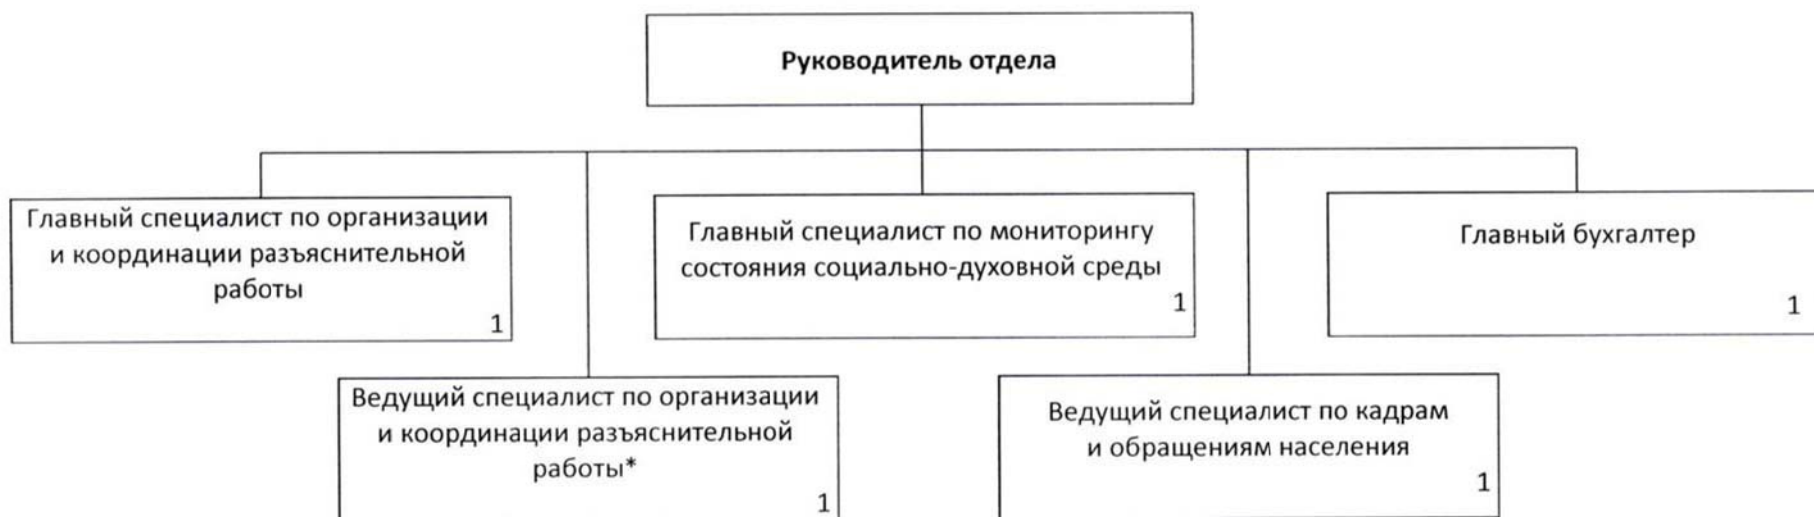 Руководитель отдела
Главный специалист по организации
и координации разъяснительной
работы
1
Главный специалист по мониторингу
состояния социально-духовной среды
1
Главный бухгалтер
1
Ведущий специалист по организации
и координации разъяснительной
работы*
1
Ведущий специалист по кадрам
и обращениям населения
1